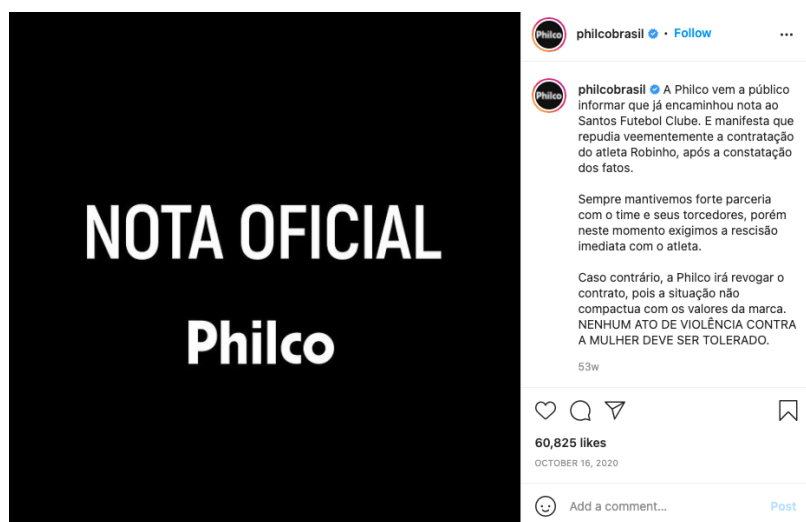 NOTA OFICIAL
Philco
Philco
philcobrasil • Follow
...
Philco
philcobrasil A Philco vem a público
informar que já encaminhou nota ao
Santos Futebol Clube. E manifesta que
repudia veementemente a contratação
do atleta Robinho, após a constatação
dos fatos.
Sempre mantivemos forte parceria
com o time e seus torcedores, porém
neste momento exigimos a rescisão
imediata com o atleta.
Caso contrário, a Philco irá revogar o
contrato, pois a situação não
compactua com os valores da marca.
NENHUM ATO DE VIOLÊNCIA CONTRA
A MULHER DEVE SER TOLERADO.
53w
60,825 likes
OCTOBER 16, 2020
Add a comment...
Post